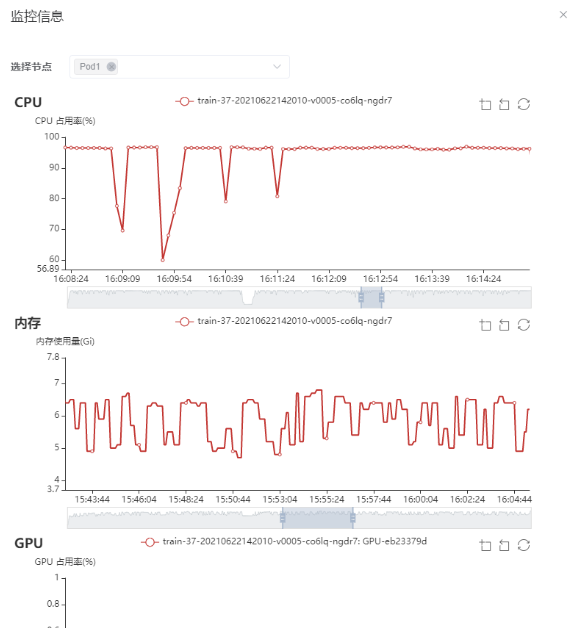 监控信息
选择节点 Pod1
CPU
train-37-20210622142010-v0005-co6lq-ngdr7
CPU 占用率(%)
100
90
80
70
60
56.89
16:08:24 16:09:09 16:09:54 16:10:39 16:11:24 16:12:09 16:12:54 16:13:39 16:14:24
内存
train-37-20210622142010-v0005-co6lq-ngdr7
内存使用量(Gi)
7.8
7
6
5
4
3.7
15:43:44 15:46:04 15:48:24 15:50:44 15:53:04 15:55:24 15:57:44 16:00:04 16:02:24 16:04:44
GPU
train-37-20210622142010-v0005-co6lq-ngdr7: GPU-eb23379d
GPU 占用率(%)
1
0.8
0.6